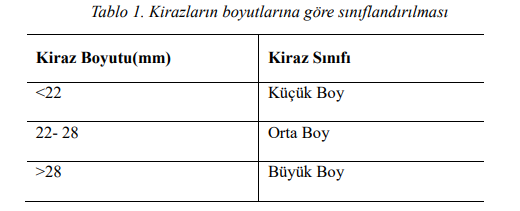 Tablo 1. Kirazların boyutlarına göre sınıflandırılması
Kiraz Boyutu(mm) Kiraz Sınıfı
<22 Küçük Boy
22- 28 Orta Boy
>28 Büyük Boy